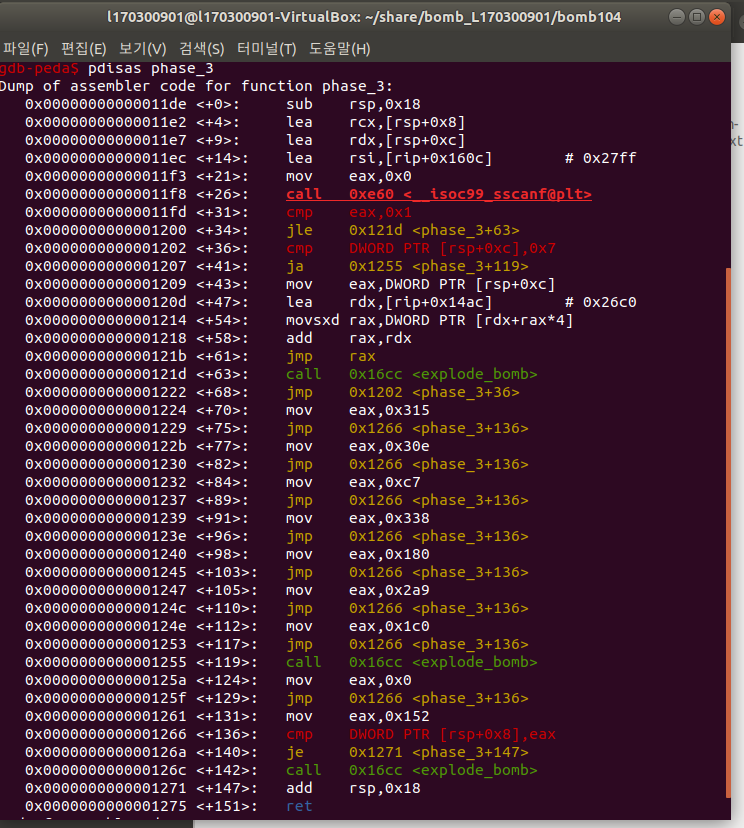 l170300901@l170300901-VirtualBox: ~/share/bomb_L170300901/bomb104
파일(F) 편집(E) 보기(V) 검색(S) 터미널(T) 도움말(H)
gdb-peda$ pdisas phase_3
Dump of assembler code for function phase_3:
0x00000000000011de <+0>: sub rsp,0x18
0x00000000000011e2 <+4>: lea rcx,[rsp+0x8]
0x00000000000011e7 <+9>: lea rdx,[rsp+0xc]
0x00000000000011ec <+14>: lea rsi,[rip+0x160c] # 0x27ff
0x00000000000011f3 <+21>: mov eax,0x0
0x00000000000011f8 <+26>: call 0xe60 <__isoc99_sscanf@plt>
0x00000000000011fd <+31>: cmp eax,0x1
0x0000000000001200 <+34>: jle 0x121d <phase_3+63>
0x0000000000001202 <+36>: cmp DWORD PTR [rsp+0xc],0x7
0x0000000000001207 <+41>: ja 0x1255 <phase_3+119>
0x0000000000001209 <+43>: mov eax,DWORD PTR [rsp+0xc]
0x000000000000120d <+47>: lea rdx,[rip+0x14ac] # 0x26c0
0x0000000000001214 <+54>: movsxd rax,DWORD PTR [rdx+rax*4]
0x0000000000001218 <+58>: add rax,rdx
0x000000000000121b <+61>: jmp rax
0x000000000000121d <+63>: call 0x16cc <explode_bomb>
0x0000000000001222 <+68>: jmp 0x1202 <phase_3+36>
0x0000000000001224 <+70>: mov eax,0x315
0x0000000000001229 <+75>: jmp 0x1266 <phase_3+136>
0x000000000000122b <+77>: mov eax,0x30e
0x0000000000001230 <+82>: jmp 0x1266 <phase_3+136>
0x0000000000001232 <+84>: mov eax,0xc7
0x0000000000001237 <+89>: jmp 0x1266 <phase_3+136>
0x0000000000001239 <+91>: mov eax,0x338
0x000000000000123e <+96>: jmp 0x1266 <phase_3+136>
0x0000000000001240 <+98>: mov eax,0x180
0x0000000000001245 <+103>: jmp 0x1266 <phase_3+136>
0x0000000000001247 <+105>: mov eax,0x2a9
0x000000000000124c <+110>: jmp 0x1266 <phase_3+136>
0x000000000000124e <+112>: mov eax,0x1c0
0x0000000000001253 <+117>: jmp 0x1266 <phase_3+136>
0x0000000000001255 <+119>: call 0x16cc <explode_bomb>
0x000000000000125a <+124>: mov eax,0x0
0x000000000000125f <+129>: jmp 0x1266 <phase_3+136>
0x0000000000001261 <+131>: mov eax,0x152
0x0000000000001266 <+136>: cmp DWORD PTR [rsp+0x8],eax
0x000000000000126a <+140>: je 0x1271 <phase_3+147>
0x000000000000126c <+142>: call 0x16cc <explode_bomb>
0x0000000000001271 <+147>: add rsp,0x18
0x0000000000001275 <+151>: ret